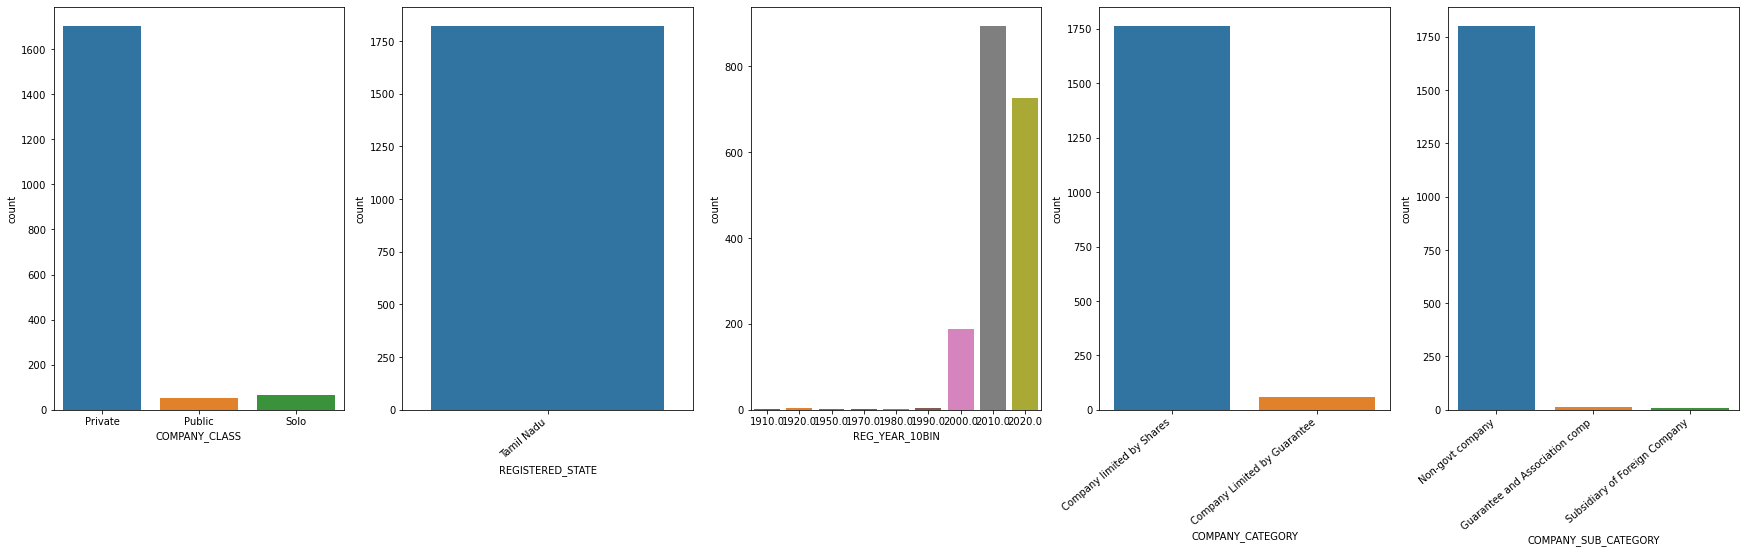 1600
1400
1200
1000
800
600
400
200
0
count
Private Public Solo
COMPANY_CLASS
1750
1500
1250
1000
750
500
250
0
count
Tamil Nadu
REGISTERED_STATE
800
600
400
200
0
count
1910.0 1920.0 1950.0 1970.0 1980.0 1990.0 2000.0 2010.0 2020.0
REG_YEAR_10BIN
1750
1500
1250
1000
750
500
250
0
count
Company limited by Shares
Company Limited by Guarantee
COMPANY_CATEGORY
1750
1500
1250
1000
750
500
250
0
count
Non-govt company
Guarantee and Association comp
Subsidiary of Foreign Company
COMPANY_SUB_CATEGORY